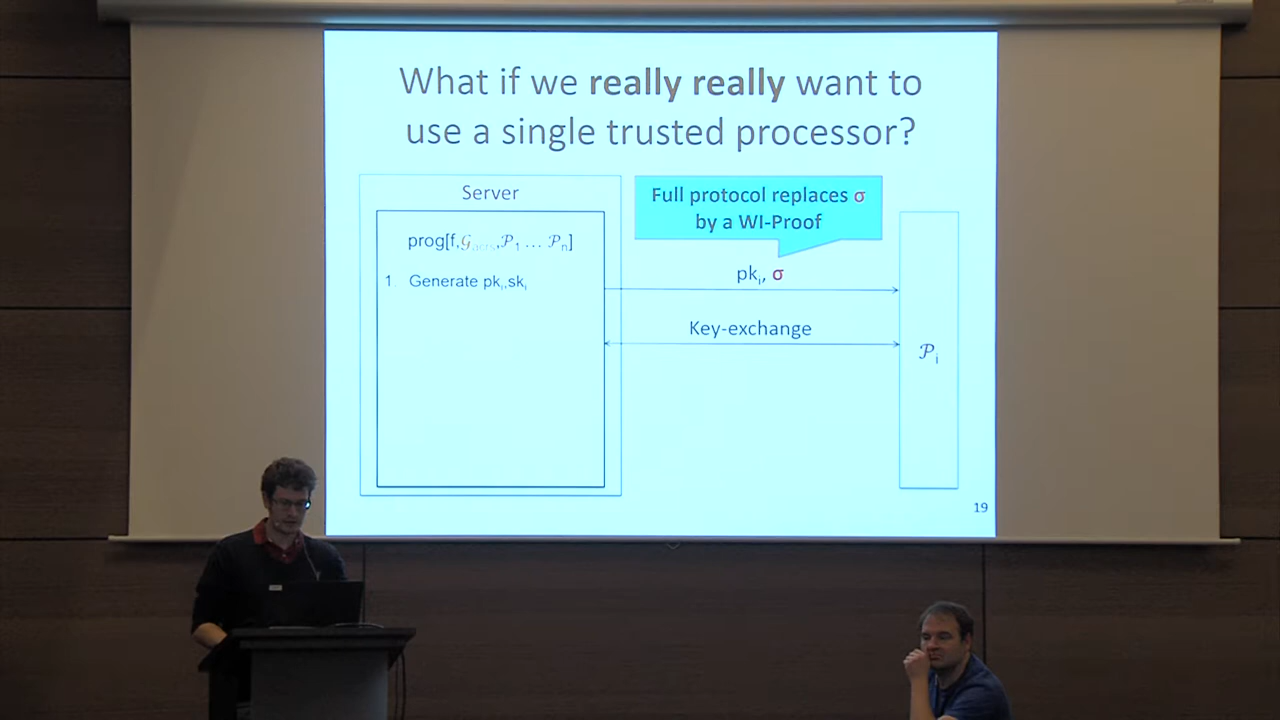 What if we really really want to
use a single trusted processor?
Server
Full protocol replaces σ
by a WI-Proof
prog[f,𝒢acrs,𝒫1 … 𝒫n]
1. Generate pki,ski
pki, σ
Key-exchange
𝒫i
19